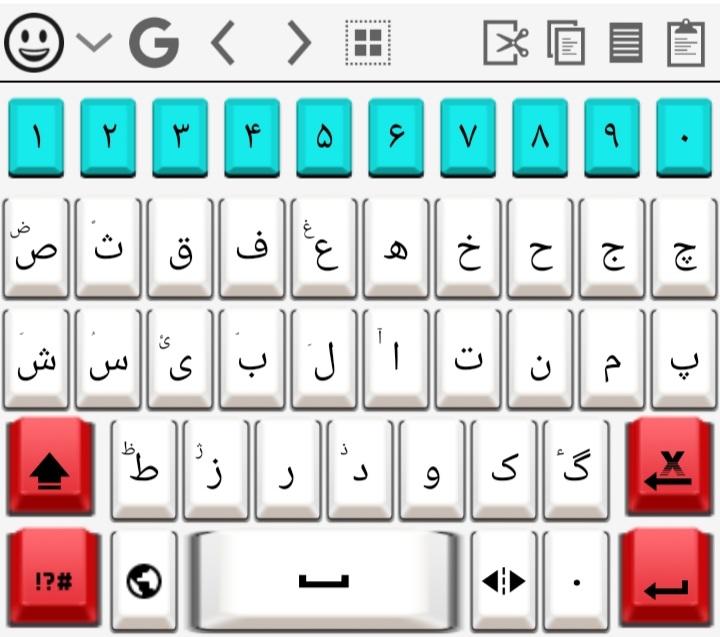 G
۱ ۲ ۳ ۴ ۵ ۶ ۷ ۸ ۹ ۰
ض ص ث ق ف غ ع ه خ ح ج چ
ش س ئ ی ب ل آ ا ت ن م پ
ظ ط ژ ز ر ذ د و ک گ ء X
!?# .